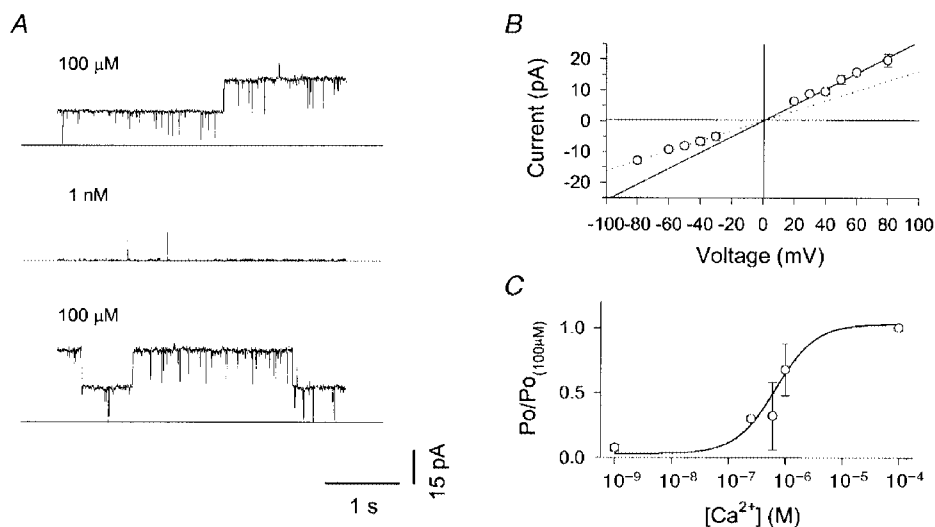 A
100 μM
1 nM
100 μM
15 pA
1 s
B
Current (pA)
20
10
0
-10
-20
-100 -80 -60 -40 -20 0 20 40 60 80 100
Voltage (mV)
C
Po/Po(100μM)
1.0
0.5
0.0
10⁻⁹ 10⁻⁸ 10⁻⁷ 10⁻⁶ 10⁻⁵ 10⁻⁴
[Ca²⁺] (M)